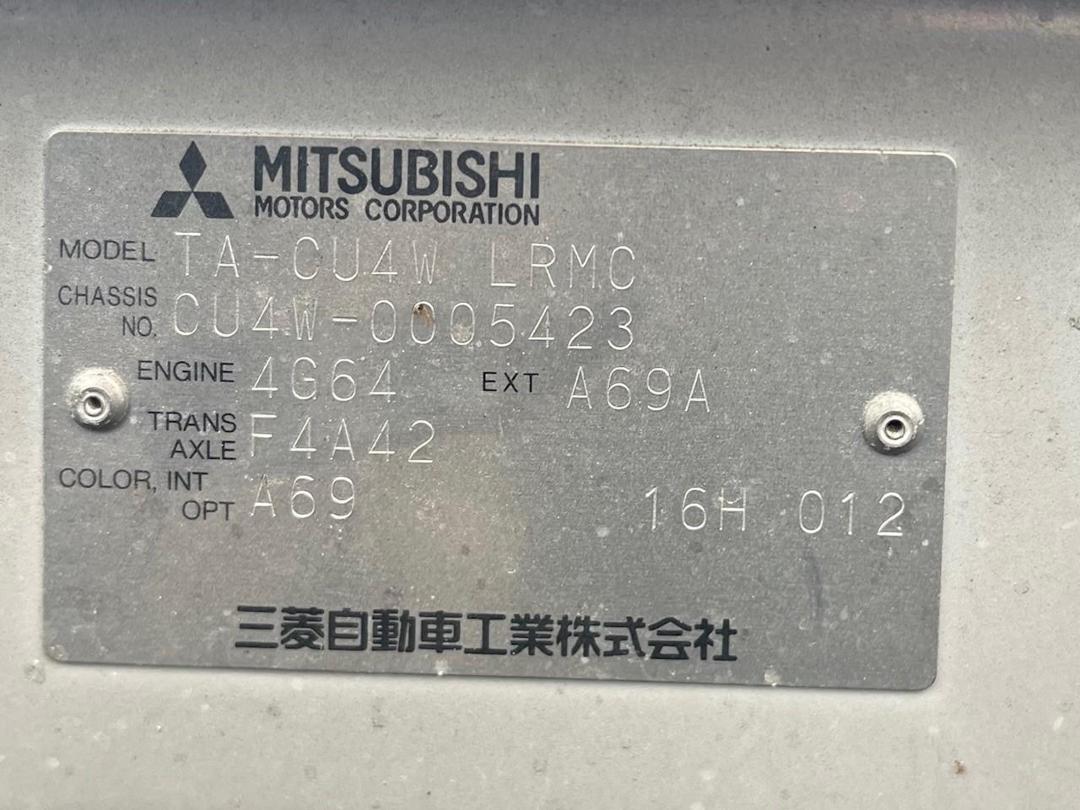 MITSUBISHI
MOTORS CORPORATION
MODEL TA-CU4W LRMC
CHASSIS NO. CU4W-0005423
ENGINE 4G64 EXT A69A
TRANS AXLE F4A42
COLOR, INT OPT A69 16H 012
三菱自動車工業株式会社